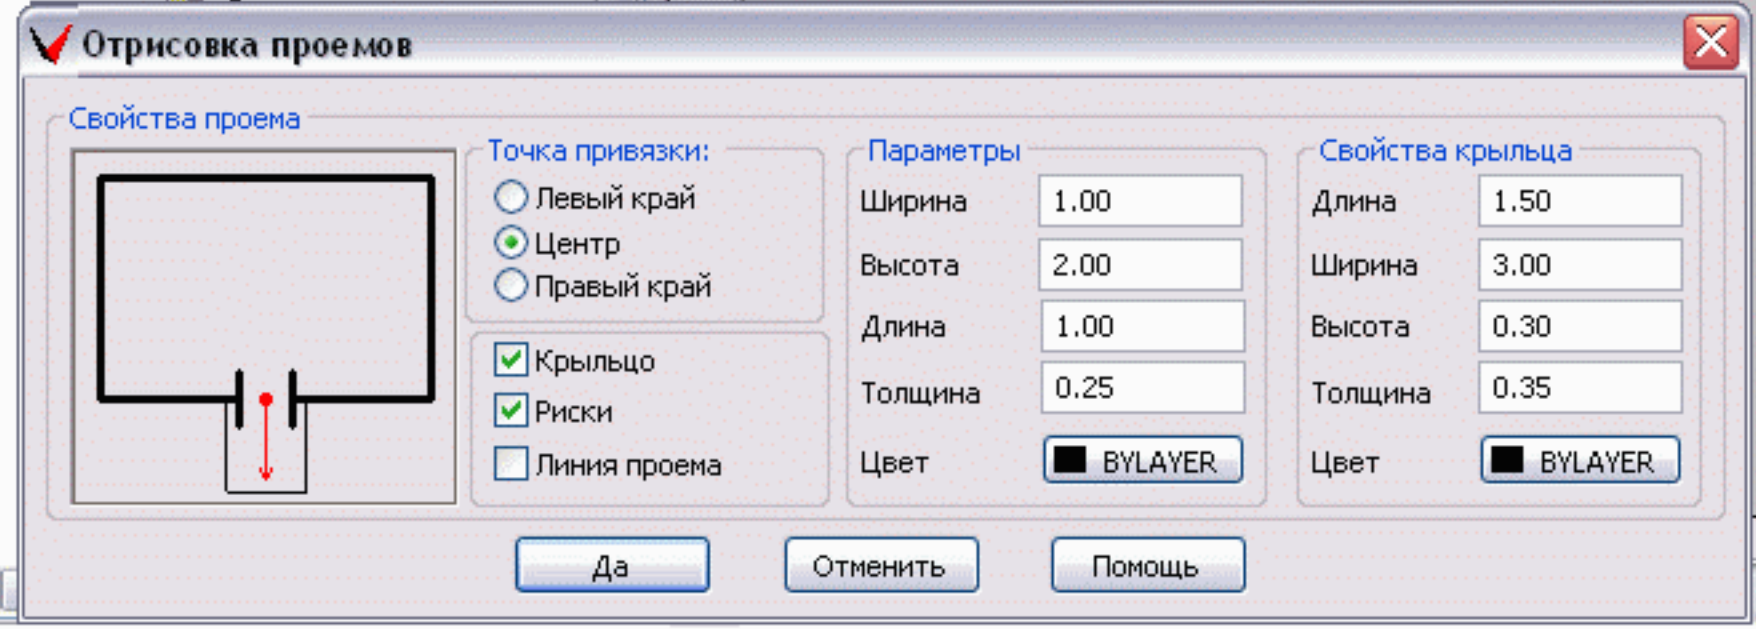 Отрисовка проемов
Свойства проема
Точка привязки:
Левый край
Центр
Правый край
Крыльцо
Риски
Линия проема
Параметры
Ширина 1.00
Высота 2.00
Длина 1.00
Толщина 0.25
Цвет BYLAYER
Свойства крыльца
Длина 1.50
Ширина 3.00
Высота 0.30
Толщина 0.35
Цвет BYLAYER
Да Отменить Помощь